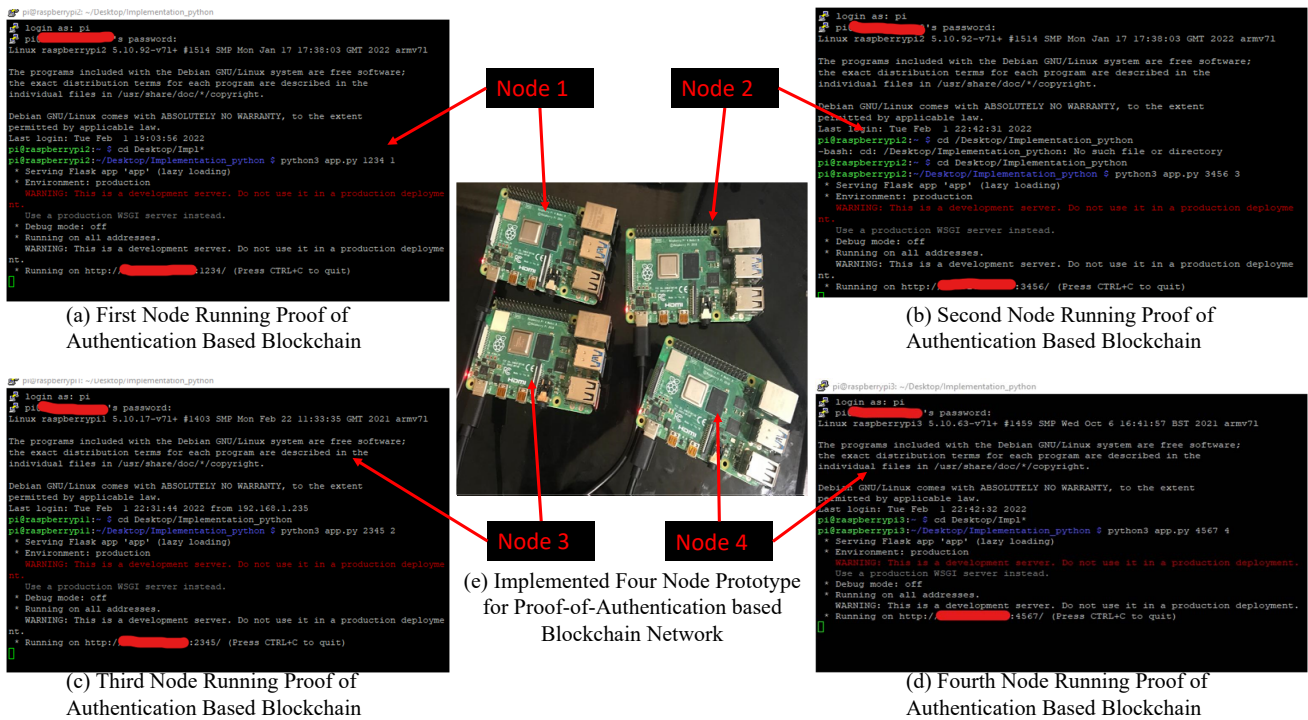 pi@raspberrypi2: ~/Desktop/Implementation_python
login as: pi
pi 's password:
Linux raspberrypi2 5.10.92-v7l+ #1514 SMP Mon Jan 17 17:38:03 GMT 2022 armv7l
The programs included with the Debian GNU/Linux system are free software;
the exact distribution terms for each program are described in the
individual files in /usr/share/doc/*/copyright.
Debian GNU/Linux comes with ABSOLUTELY NO WARRANTY, to the extent
permitted by applicable law.
Last login: Tue Feb  1 19:03:56 2022
pi@raspberrypi2:~ $ cd Desktop/Impl*
pi@raspberrypi2:~/Desktop/Implementation_python $ python3 app.py 1234 1
* Serving Flask app 'app' (lazy loading)
* Environment: production
WARNING: This is a development server. Do not use it in a production deployme
nt.
Use a production WSGI server instead.
* Debug mode: off
* Running on all addresses.
WARNING: This is a development server. Do not use it in a production deployme
nt.
* Running on http:/ :1234/ (Press CTRL+C to quit)
(a) First Node Running Proof of
Authentication Based Blockchain
login as: pi
pi 's password:
Linux raspberrypi2 5.10.92-v7l+ #1514 SMP Mon Jan 17 17:38:03 GMT 2022 armv7l
The programs included with the Debian GNU/Linux system are free software;
the exact distribution terms for each program are described in the
individual files in /usr/share/doc/*/copyright.
Debian GNU/Linux comes with ABSOLUTELY NO WARRANTY, to the extent
permitted by applicable law.
Last login: Tue Feb  1 22:42:31 2022
pi@raspberrypi2:~ $ cd /Desktop/Implementation_python
-bash: cd: /Desktop/Implementation_python: No such file or directory
pi@raspberrypi2:~ $ cd Desktop/Implementation_python
pi@raspberrypi2:~/Desktop/Implementation_python $ python3 app.py 3456 3
* Serving Flask app 'app' (lazy loading)
* Environment: production
WARNING: This is a development server. Do not use it in a production deployme
nt.
Use a production WSGI server instead.
* Debug mode: off
* Running on all addresses.
WARNING: This is a development server. Do not use it in a production deployme
nt.
* Running on http:/ :3456/ (Press CTRL+C to quit)
(b) Second Node Running Proof of
Authentication Based Blockchain
Node 1
Node 2
HDMI
Node 3
Node 4
(e) Implemented Four Node Prototype
for Proof-of-Authentication based
Blockchain Network
pi@raspberrypi1: ~/Desktop/Implementation_python
login as: pi
pi 's password:
Linux raspberrypi1 5.10.17-v7l+ #1403 SMP Mon Feb 22 11:33:35 GMT 2021 armv7l
The programs included with the Debian GNU/Linux system are free software;
the exact distribution terms for each program are described in the
individual files in /usr/share/doc/*/copyright.
Debian GNU/Linux comes with ABSOLUTELY NO WARRANTY, to the extent
permitted by applicable law.
Last login: Tue Feb  1 22:31:44 2022 from 192.168.1.235
pi@raspberrypi1:~ $ cd Desktop/Implementation_python
pi@raspberrypi1:~/Desktop/Implementation_python $ python3 app.py 2345 2
* Serving Flask app 'app' (lazy loading)
* Environment: production
WARNING: This is a development server. Do not use it in a production deployme
nt.
Use a production WSGI server instead.
* Debug mode: off
* Running on all addresses.
WARNING: This is a development server. Do not use it in a production deployme
nt.
* Running on http:/ :2345/ (Press CTRL+C to quit)
(c) Third Node Running Proof of
Authentication Based Blockchain
pi@raspberrypi3: ~/Desktop/Implementation_python
login as: pi
pi 's password:
Linux raspberrypi3 5.10.63-v7l+ #1459 SMP Wed Oct 6 16:41:57 BST 2021 armv7l
The programs included with the Debian GNU/Linux system are free software;
the exact distribution terms for each program are described in the
individual files in /usr/share/doc/*/copyright.
Debian GNU/Linux comes with ABSOLUTELY NO WARRANTY, to the extent
permitted by applicable law.
Last login: Tue Feb  1 22:42:32 2022
pi@raspberrypi3:~ $ cd Desktop/Impl*
pi@raspberrypi3:~/Desktop/Implementation_python $ python3 app.py 4567 4
* Serving Flask app 'app' (lazy loading)
* Environment: production
WARNING: This is a development server. Do not use it in a production deployment.
Use a production WSGI server instead.
* Debug mode: off
* Running on all addresses.
WARNING: This is a development server. Do not use it in a production deployment.
* Running on http:/ :4567/ (Press CTRL+C to quit)
(d) Fourth Node Running Proof of
Authentication Based Blockchain